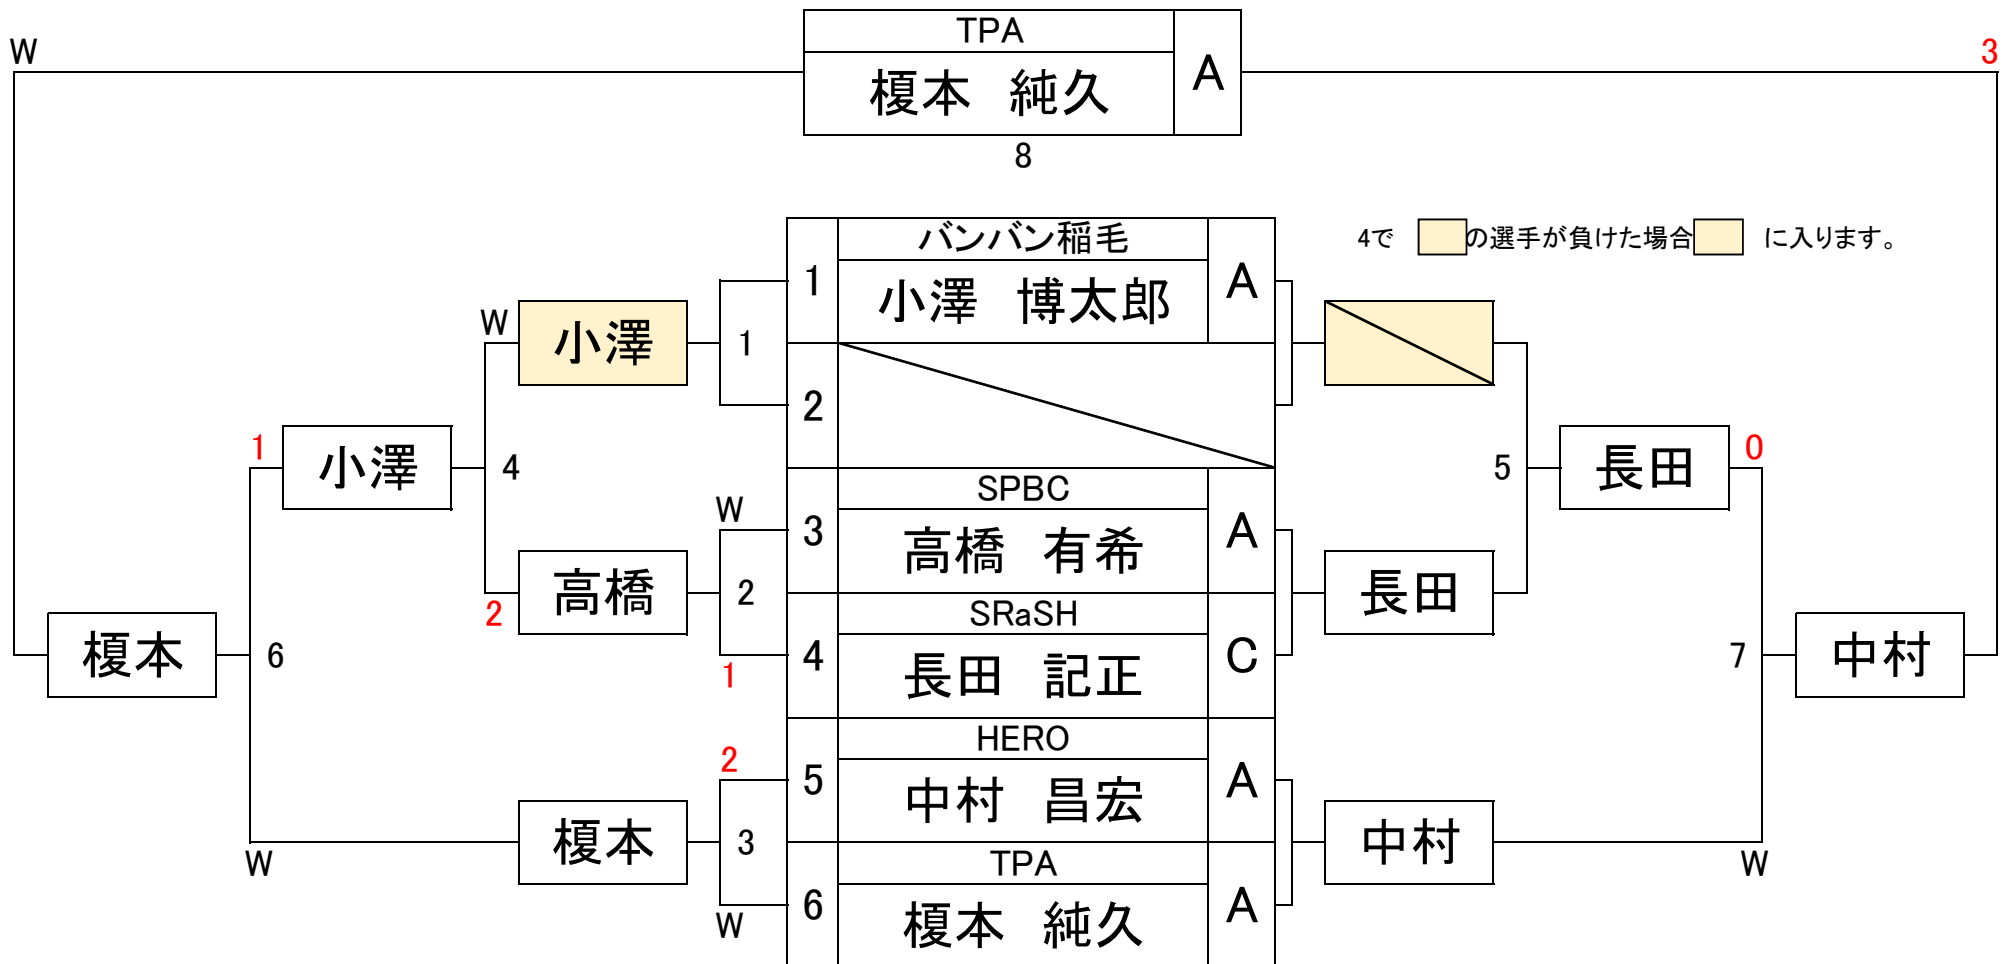 TPA
W
3
榎本 純久
A
8
バンバン稲毛
4で の選手が負けた場合 に入ります。
1
小澤 博太郎
A
W
小澤
1
2
1
小澤
4
長田
0
5
SPBC
W
3
高橋 有希
A
高橋
2
2
長田
SRaSH
4
長田 記正
C
1
榎本
6
7
中村
HERO
2
5
中村 昌宏
A
榎本
3
中村
W
TPA
W
6
榎本 純久
A
W